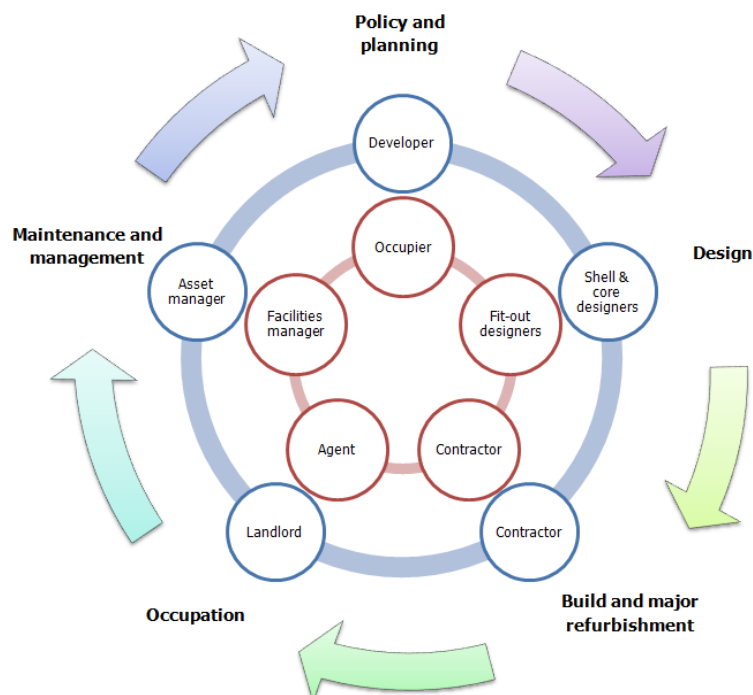 Policy and
planning
Developer
Occupier
Maintenance and
management
Design
Asset
manager
Shell &
core
designers
Facilities
manager
Fit-out
designers
Agent
Contractor
Landlord
Contractor
Occupation
Build and major
refurbishment